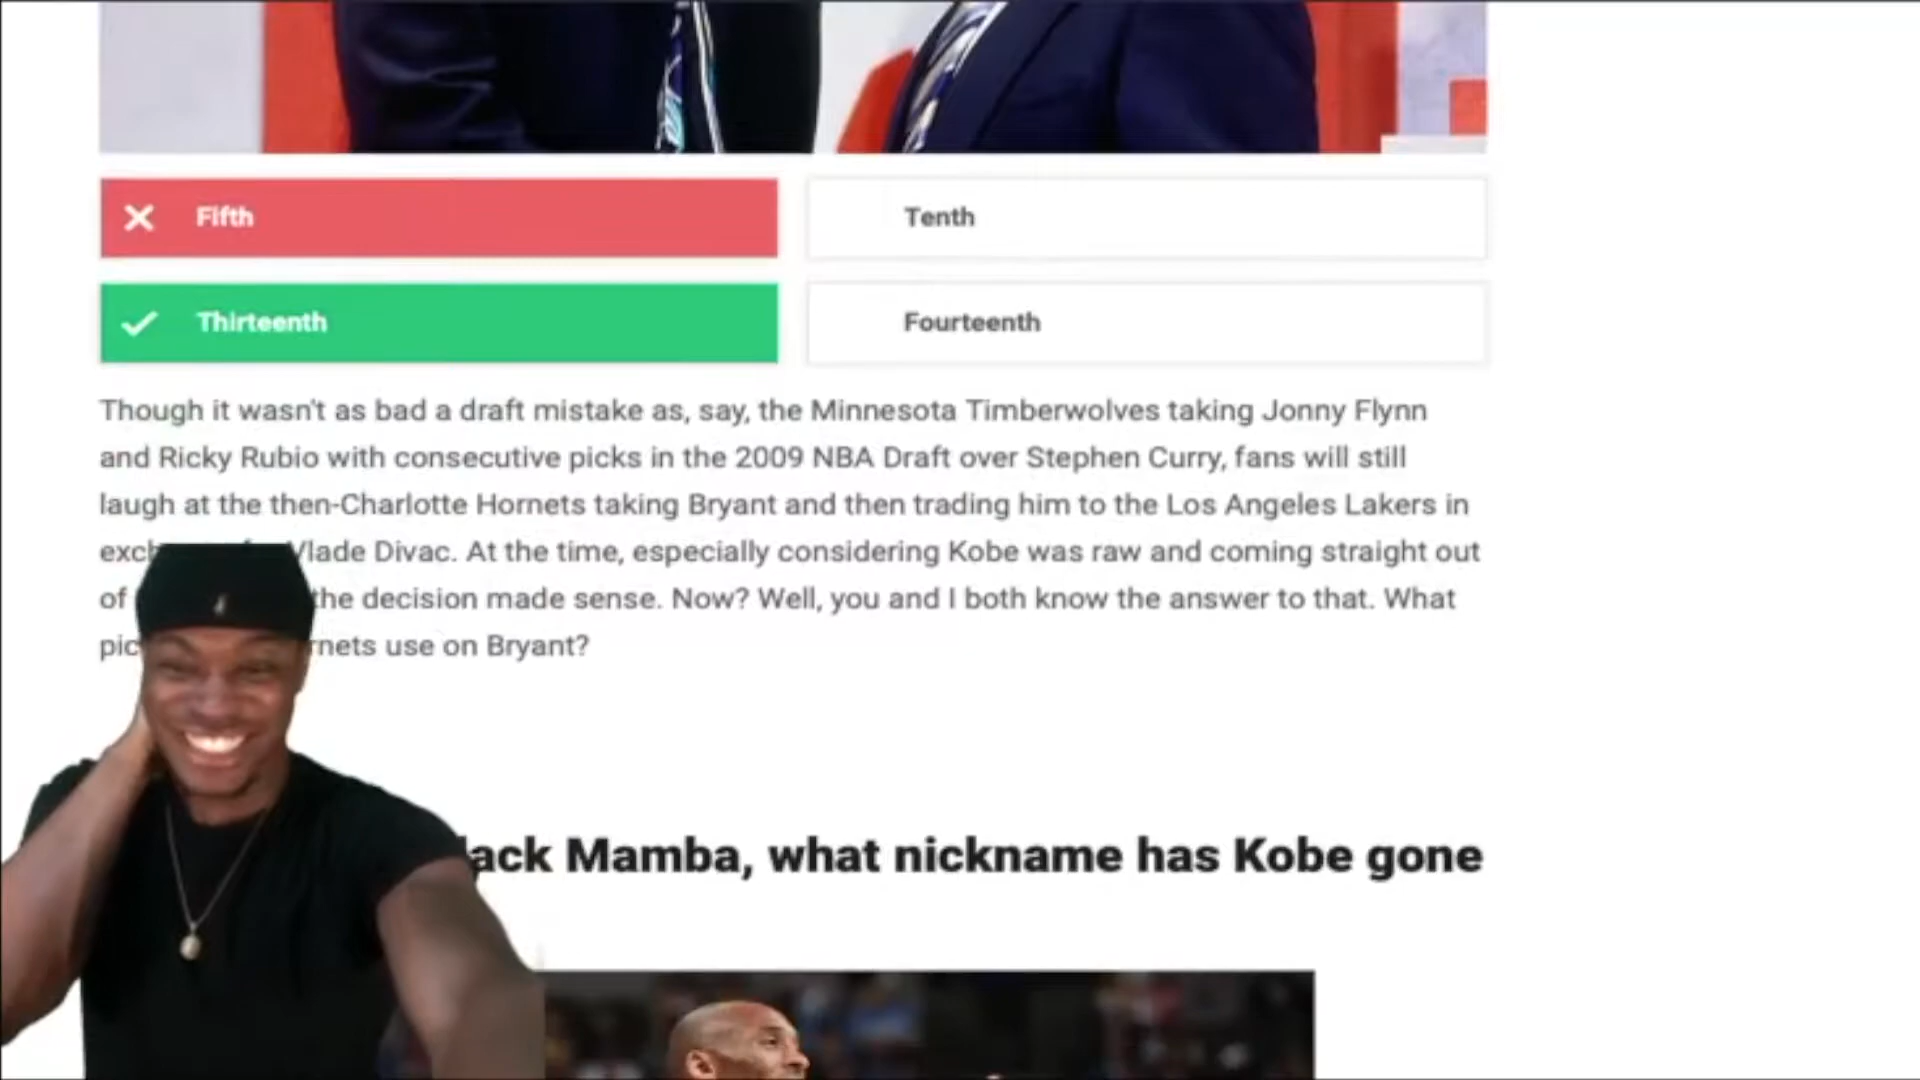 Fifth
Tenth
Thirteenth
Fourteenth
Though it wasn't as bad a draft mistake as, say, the Minnesota Timberwolves taking Jonny Flynn
and Ricky Rubio with consecutive picks in the 2009 NBA Draft over Stephen Curry, fans will still
laugh at the then-Charlotte Hornets taking Bryant and then trading him to the Los Angeles Lakers in
Vlade Divac. At the time, especially considering Kobe was raw and coming straight out
of the decision made sense. Now? Well, you and I both know the answer to that. What
use on Bryant?
Mamba, what nickname has Kobe gone